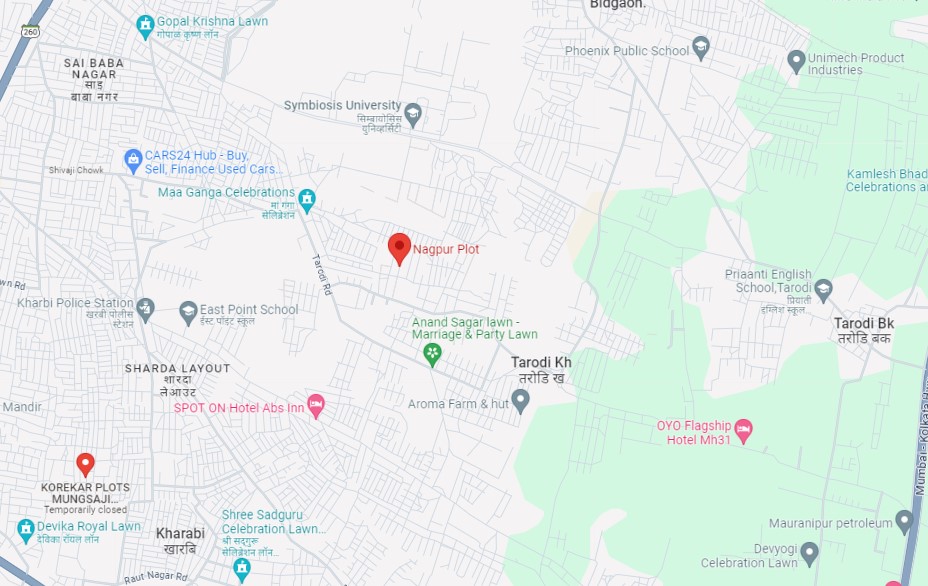 Bidgaon.
Gopal Krishna Lawn
गोपाळ कृष्ण लॉन
260
Phoenix Public School
Unimech Product
Industries
SAI BABA
NAGAR
साई
बाबा नगर
Symbiosis University
सिम्बायोसिस
युनिव्हर्सिटी
CARS24 Hub - Buy,
Sell, Finance Used Cars...
Shivaji Chowk
Kamlesh Bhad
Celebrations a
Maa Ganga Celebrations
मां गंगा
सेलिब्रेशन
Nagpur Plot
Tarodi Rd
wn Rd
Priaanti English
School,Tarodi
प्रियांती
इंग्लिश स्कूल
Kharbi Police Station
खरबी पोलीस
स्टेशन
East Point School
ईस्ट पॉइंट स्कूल
Tarodi Bk
तरोडि बक
Anand Sagar lawn -
Marriage & Party Lawn
Tarodi Kh
तरोडि ख
SHARDA LAYOUT
शारदा
लेआउट
Mandir
SPOT ON Hotel Abs Inn
Aroma Farm & hut
OYO Flagship
Hotel Mh31
Mumbai - Kolkata H
KOREKAR PLOTS
MUNGSAJI...
Temporarily closed
Devika Royal Lawn
देविका रॉयल लॉन
Kharabi
खारबि
Shree Sadguru
Celebration Lawn...
श्री सद्गुरू
सेलिब्रेशन लॉन...
Mauranipur petroleum
Devyogi
Celebration Lawn
Raut Nagar Rd